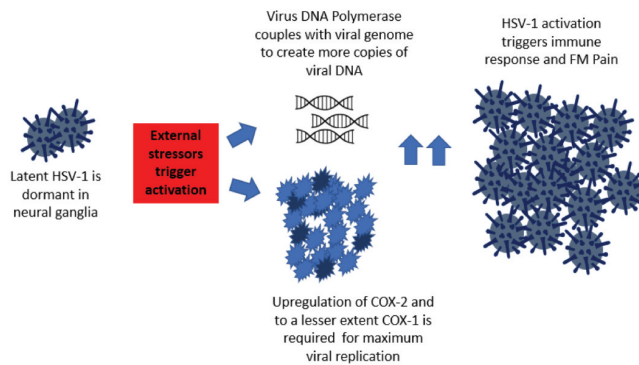 Latent HSV-1 is
dormant in
neural ganglia
External
stressors
trigger
activation
Virus DNA Polymerase
couples with viral genome
to create more copies of
viral DNA
Upregulation of COX-2 and
to a lesser extent COX-1 is
required for maximum
viral replication
HSV-1 activation
triggers immune
response and FM Pain